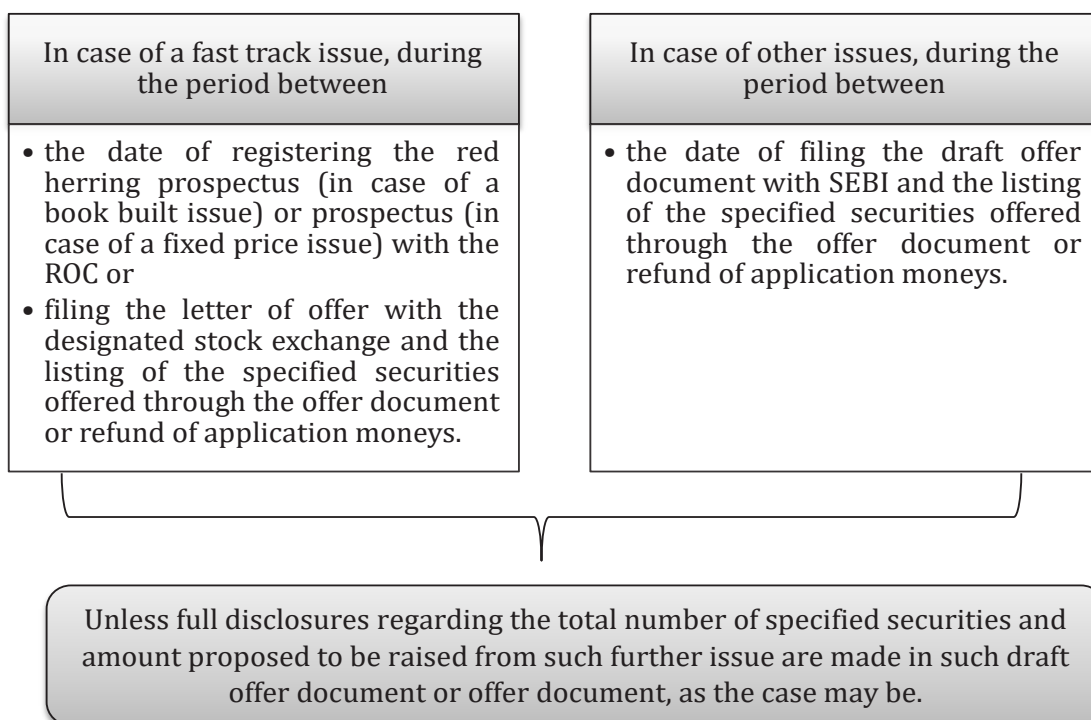 In case of a fast track issue, during
the period between
• the date of registering the red
herring prospectus (in case of a
book built issue) or prospectus (in
case of a fixed price issue) with the
ROC or
• filing the letter of offer with the
designated stock exchange and the
listing of the specified securities
offered through the offer document
or refund of application moneys.
In case of other issues, during the
period between
• the date of filing the draft offer
document with SEBI and the listing
of the specified securities offered
through the offer document or
refund of application moneys.
Unless full disclosures regarding the total number of specified securities and
amount proposed to be raised from such further issue are made in such draft
offer document or offer document, as the case may be.